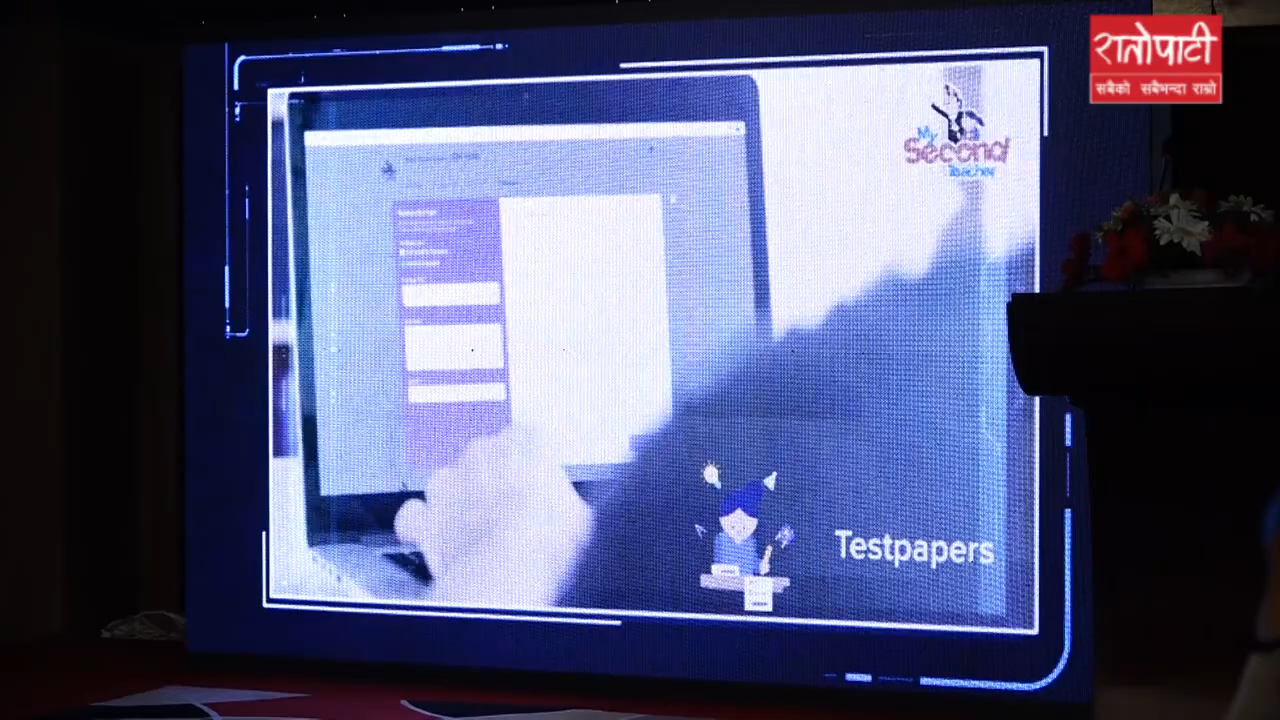 रातोपाटी
सबैको सबैभन्दा राम्रो
My
Second
Teacher
Testpapers